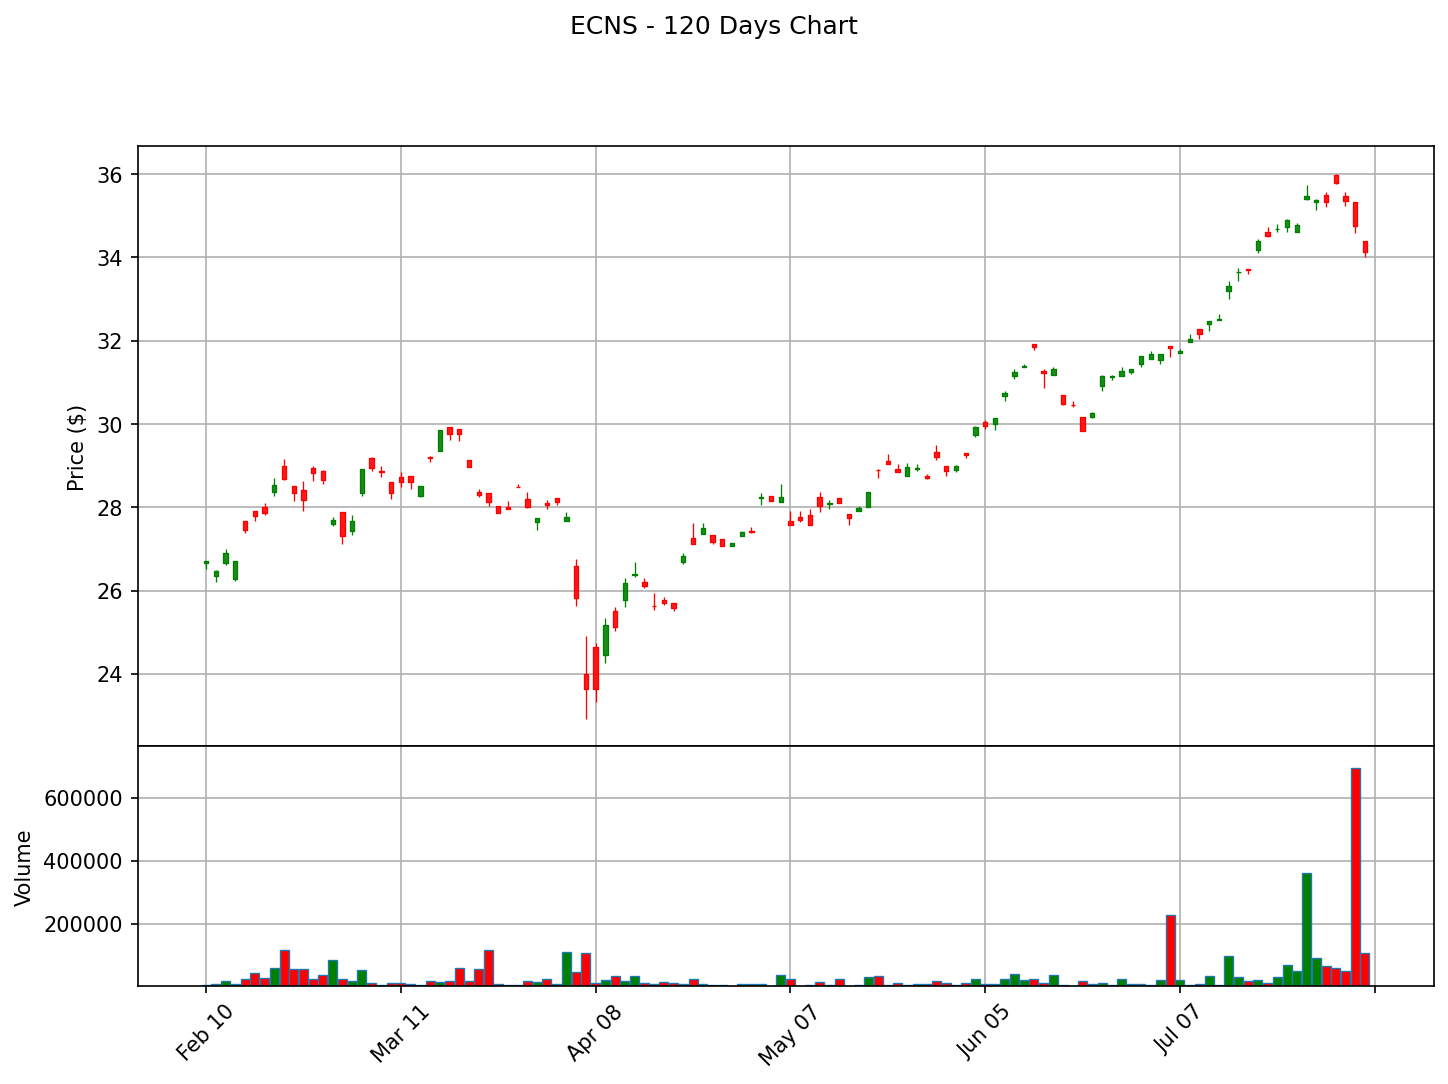 ECNS - 120 Days Chart
Price ($)
36
34
32
30
28
26
24
Volume
600000
400000
200000
Feb 10
Mar 11
Apr 08
May 07
Jun 05
Jul 07